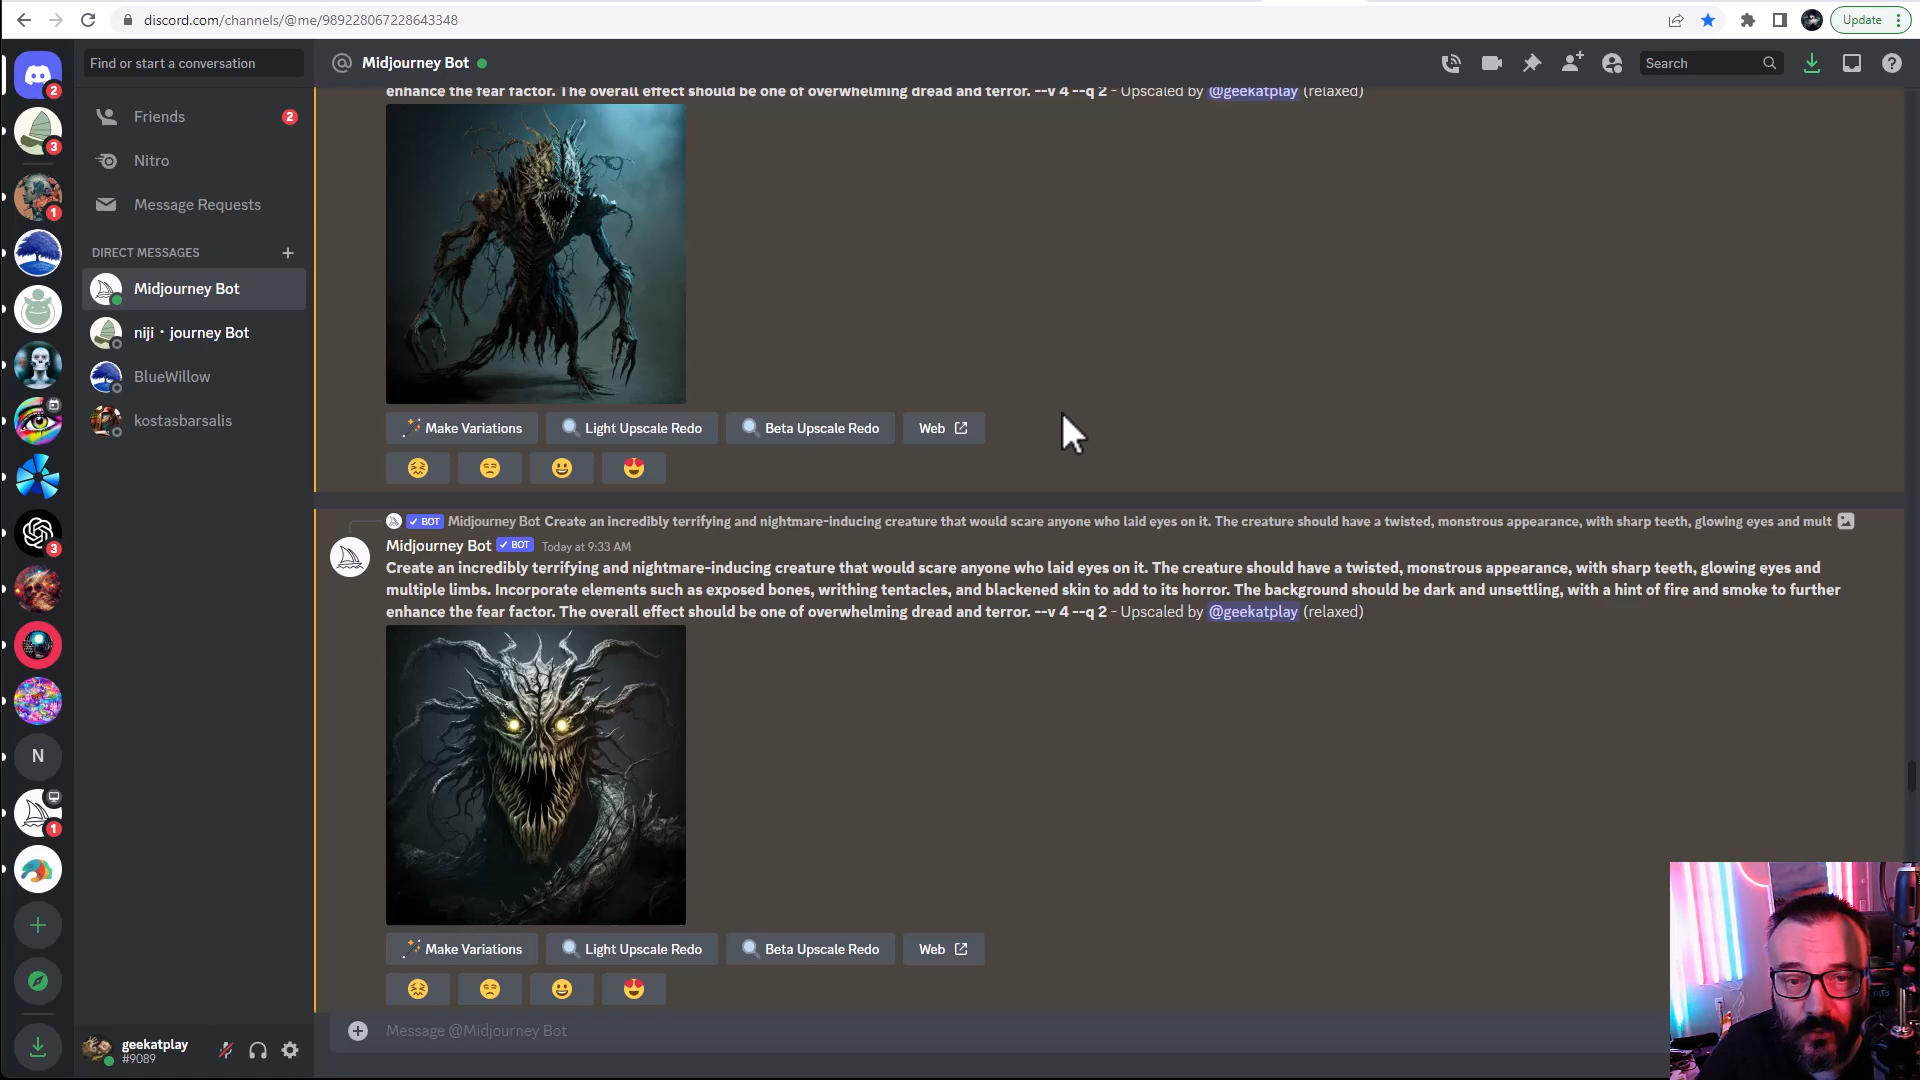 discord.com/channels/@me/989228067228643348
Update
Find or start a conversation
Midjourney Bot
Search
2
3
1
3
N
1
Friends
2
Nitro
Message Requests
DIRECT MESSAGES
Midjourney Bot
niji・journey Bot
BlueWillow
kostasbarsalis
geekatplay
#9089
enhance the fear factor. The overall effect should be one of overwhelming dread and terror. --v 4 --q 2 - Upscaled by @geekatplay (relaxed)
Make Variations
Light Upscale Redo
Beta Upscale Redo
Web
BOT Midjourney Bot Create an incredibly terrifying and nightmare-inducing creature that would scare anyone who laid eyes on it. The creature should have a twisted, monstrous appearance, with sharp teeth, glowing eyes and mult
Midjourney Bot BOT Today at 9:33 AM
Create an incredibly terrifying and nightmare-inducing creature that would scare anyone who laid eyes on it. The creature should have a twisted, monstrous appearance, with sharp teeth, glowing eyes and
multiple limbs. Incorporate elements such as exposed bones, writhing tentacles, and blackened skin to add to its horror. The background should be dark and unsettling, with a hint of fire and smoke to further
enhance the fear factor. The overall effect should be one of overwhelming dread and terror. --v 4 --q 2 - Upscaled by @geekatplay (relaxed)
Make Variations
Light Upscale Redo
Beta Upscale Redo
Web
Message @Midjourney Bot